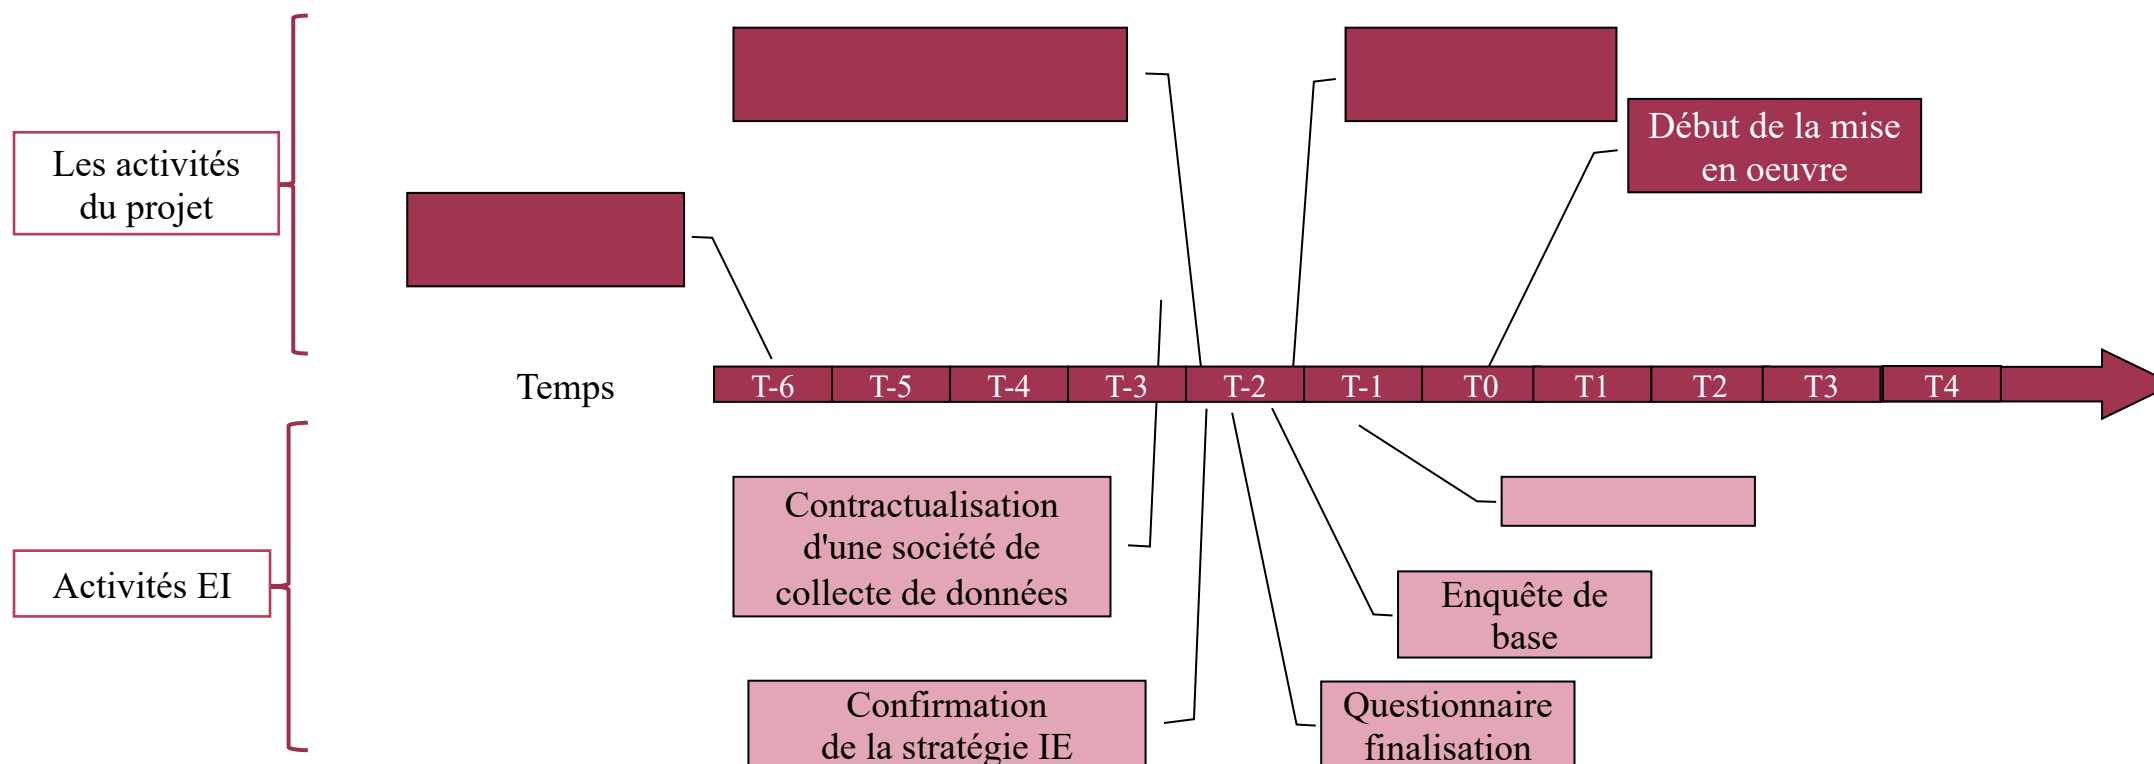 Début de la mise
en oeuvre
Les activités
du projet
Temps
T-6 T-5 T-4 T-3 T-2 T-1 T0 T1 T2 T3 T4
Contractualisation
d'une société de
collecte de données
Activités EI
Enquête de
base
Confirmation
de la stratégie IE
Questionnaire
finalisation